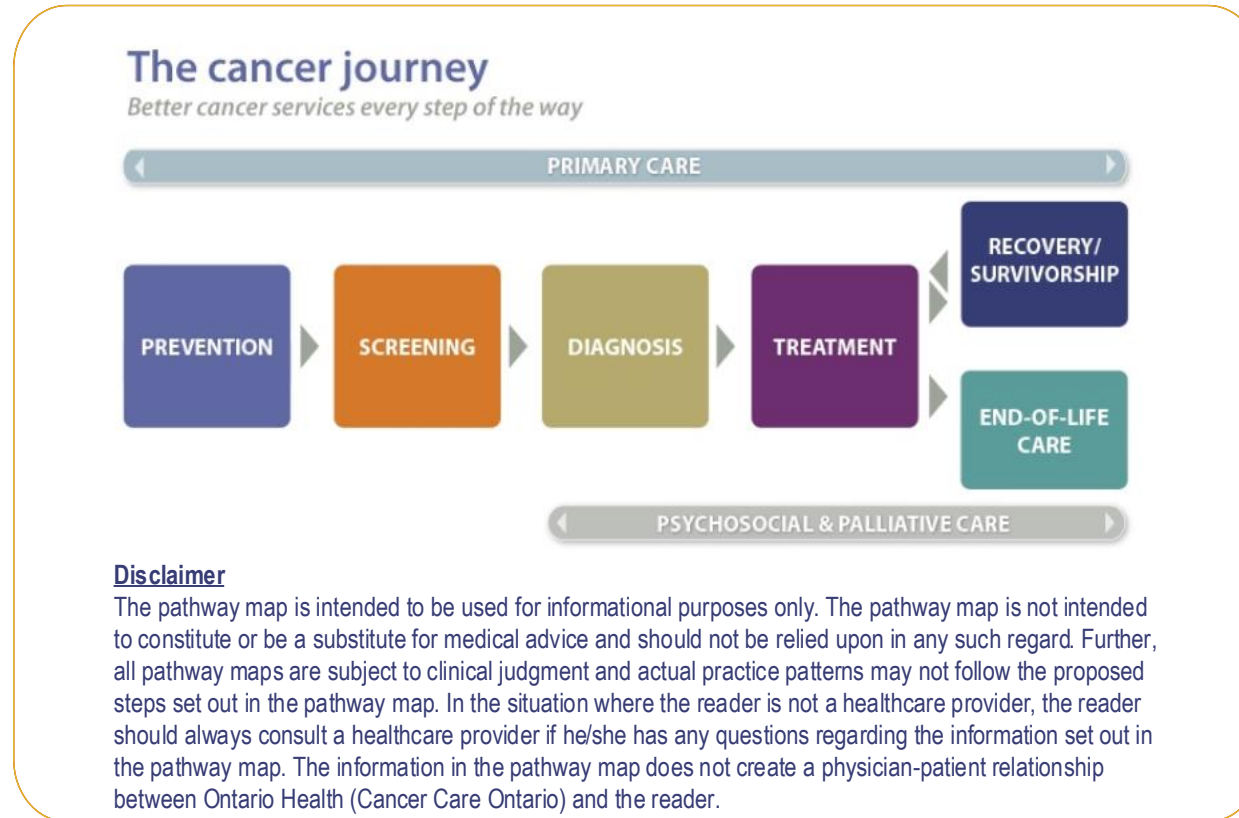 The cancer journey
Better cancer services every step of the way
PRIMARY CARE
PREVENTION
SCREENING
DIAGNOSIS
TREATMENT
RECOVERY/
SURVIVORSHIP
END-OF-LIFE
CARE
PSYCHOSOCIAL & PALLIATIVE CARE
Disclaimer
The pathway map is intended to be used for informational purposes only. The pathway map is not intended
to constitute or be a substitute for medical advice and should not be relied upon in any such regard. Further,
all pathway maps are subject to clinical judgment and actual practice patterns may not follow the proposed
steps set out in the pathway map. In the situation where the reader is not a healthcare provider, the reader
should always consult a healthcare provider if he/she has any questions regarding the information set out in
the pathway map. The information in the pathway map does not create a physician-patient relationship
between Ontario Health (Cancer Care Ontario) and the reader.